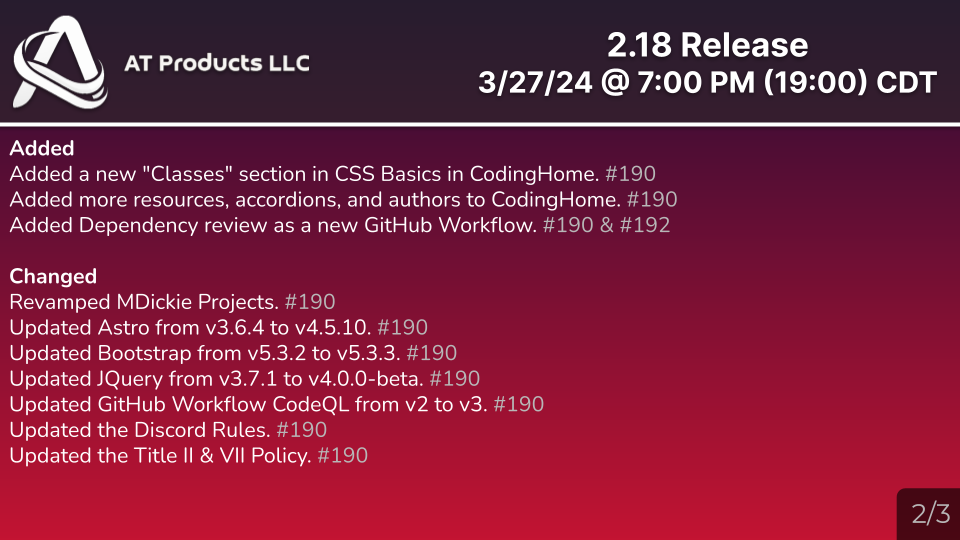 AT Products LLC
2.18 Release
3/27/24 @ 7:00 PM (19:00) CDT
Added
Added a new "Classes" section in CSS Basics in CodingHome. #190
Added more resources, accordions, and authors to CodingHome. #190
Added Dependency review as a new GitHub Workflow. #190 & #192
Changed
Revamped MDickie Projects. #190
Updated Astro from v3.6.4 to v4.5.10. #190
Updated Bootstrap from v5.3.2 to v5.3.3. #190
Updated JQuery from v3.7.1 to v4.0.0-beta. #190
Updated GitHub Workflow CodeQL from v2 to v3. #190
Updated the Discord Rules. #190
Updated the Title II & VII Policy. #190
2/3